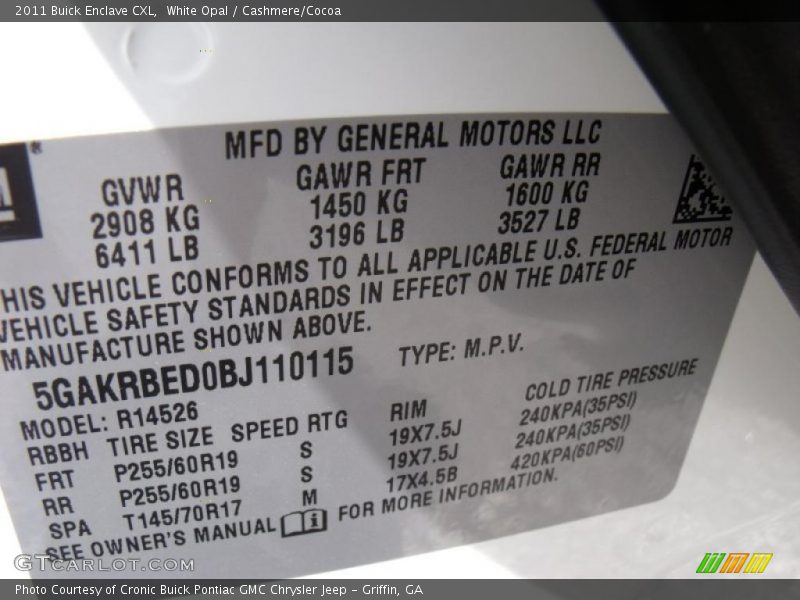 2011 Buick Enclave CXL, White Opal / Cashmere/Cocoa
MFD BY GENERAL MOTORS LLC
GVWR GAWR FRT GAWR RR
2908 KG 1450 KG 1600 KG
6411 LB 3196 LB 3527 LB
HIS VEHICLE CONFORMS TO ALL APPLICABLE U.S. FEDERAL MOTOR
VEHICLE SAFETY STANDARDS IN EFFECT ON THE DATE OF
MANUFACTURE SHOWN ABOVE.
5GAKRBED0BJ110115 TYPE: M.P.V.
MODEL: R14526
RBBH TIRE SIZE SPEED RTG RIM COLD TIRE PRESSURE
FRT P255/60R19 S 19X7.5J 240KPA(35PSI)
RR P255/60R19 S 19X7.5J 240KPA(35PSI)
SPA T145/70R17 M 17X4.5B 420KPA(60PSI)
SEE OWNER'S MANUAL FOR MORE INFORMATION.
GTCARLOT.COM
Photo Courtesy of Cronic Buick Pontiac GMC Chrysler Jeep - Griffin, GA